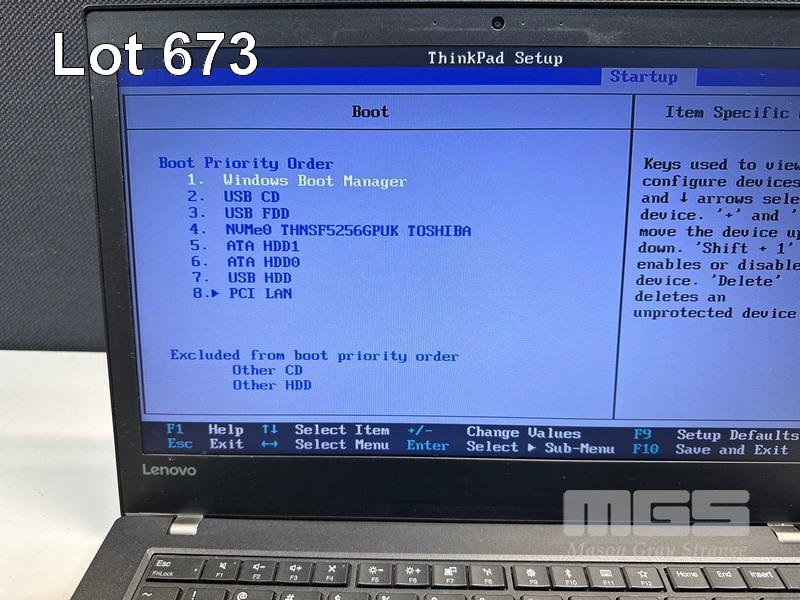 Lot 673
ThinkPad Setup
Startup
Boot
Item Specific
Boot Priority Order
1. Windows Boot Manager
2. USB CD
3. USB FDD
4. NVMe0 THNSF5256GPUK TOSHIBA
5. ATA HDD1
6. ATA HDD0
7. USB HDD
8.▶ PCI LAN
Excluded from boot priority order
Other CD
Other HDD
Keys used to view
configure devices
and ↓ arrows sele
device. '+' and '
move the device up
down. 'Shift + 1'
enables or disable
device. 'Delete'
deletes an
unprotected device
F1 Help ↑↓ Select Item +/- Change Values F9 Setup Defaults
Esc Exit ↔ Select Menu Enter Select ▶ Sub-Menu F10 Save and Exit
Lenovo
MGS
Mason Gray Strange
Esc F1 F2 F3 F4 F5 F6 F7 F8 F9 F10 F11 F12 Home End Insert
FnLock
~ ! @ # $ % ^ & * ( )